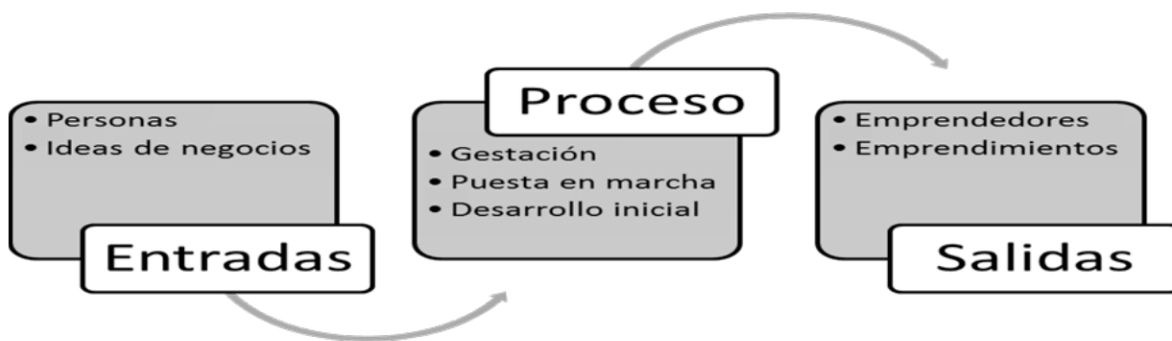 • Personas
• Ideas de negocios
Entradas
Proceso
• Gestación
• Puesta en marcha
• Desarrollo inicial
• Emprendedores
• Emprendimientos
Salidas